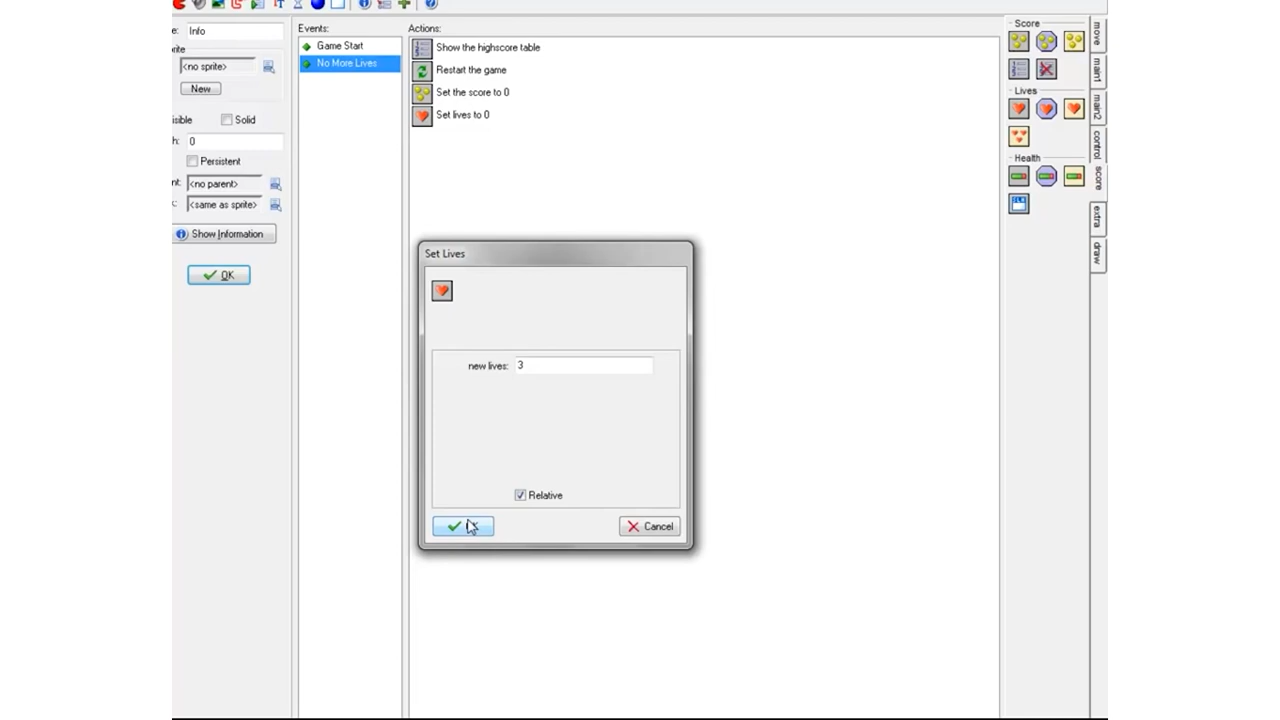 e: Info
Events:
Actions:
Score
move
Game Start
No More Lives
Show the highscore table
Restart the game
Set the score to 0
Set lives to 0
rite
<no sprite>
New
isible
Solid
h: 0
Persistent
nt: <no parent>
<: <same as sprite>
Show Information
OK
main1
Lives
main2
control
Health
score
extra
draw
Set Lives
new lives: 3
Relative
Cancel